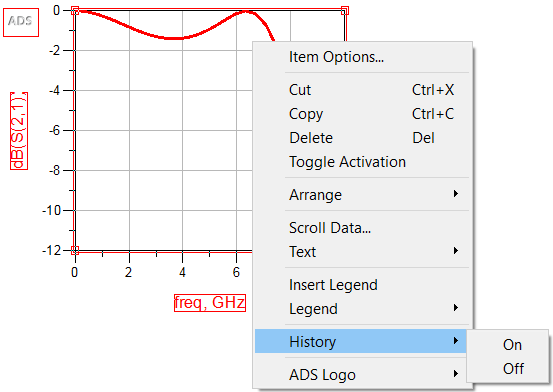 ADS
0
-2
-4
-6
-8
-10
-12
dB(S(2,1),
0 2 4 6
freq, GHz
Item Options...
Cut Ctrl+X
Copy Ctrl+C
Delete Del
Toggle Activation
Arrange
Scroll Data...
Text
Insert Legend
Legend
History
ADS Logo
On
Off